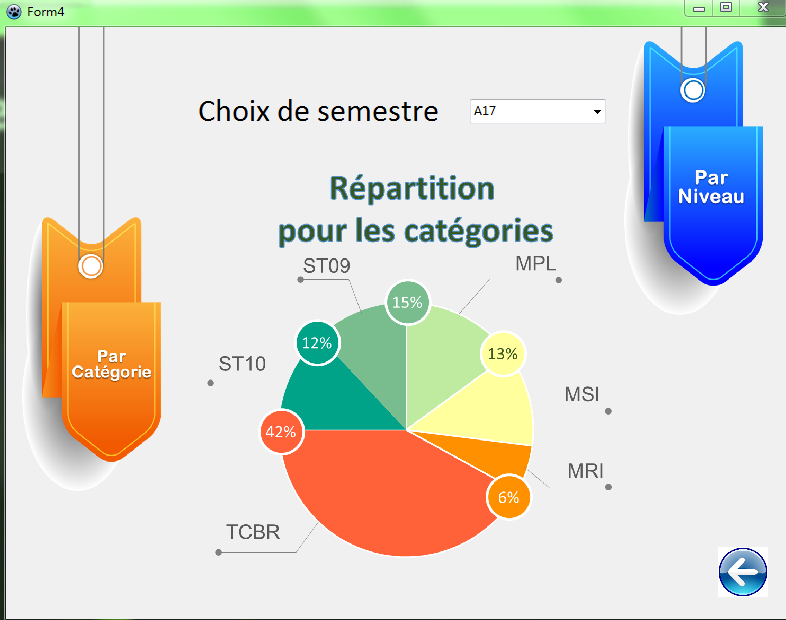 Form4
Choix de semestre
A17
Par
Niveau
Répartition
pour les catégories
ST09
MPL
15%
12%
13%
ST10
Par
Catégorie
MSI
42%
MRI
6%
TCBR